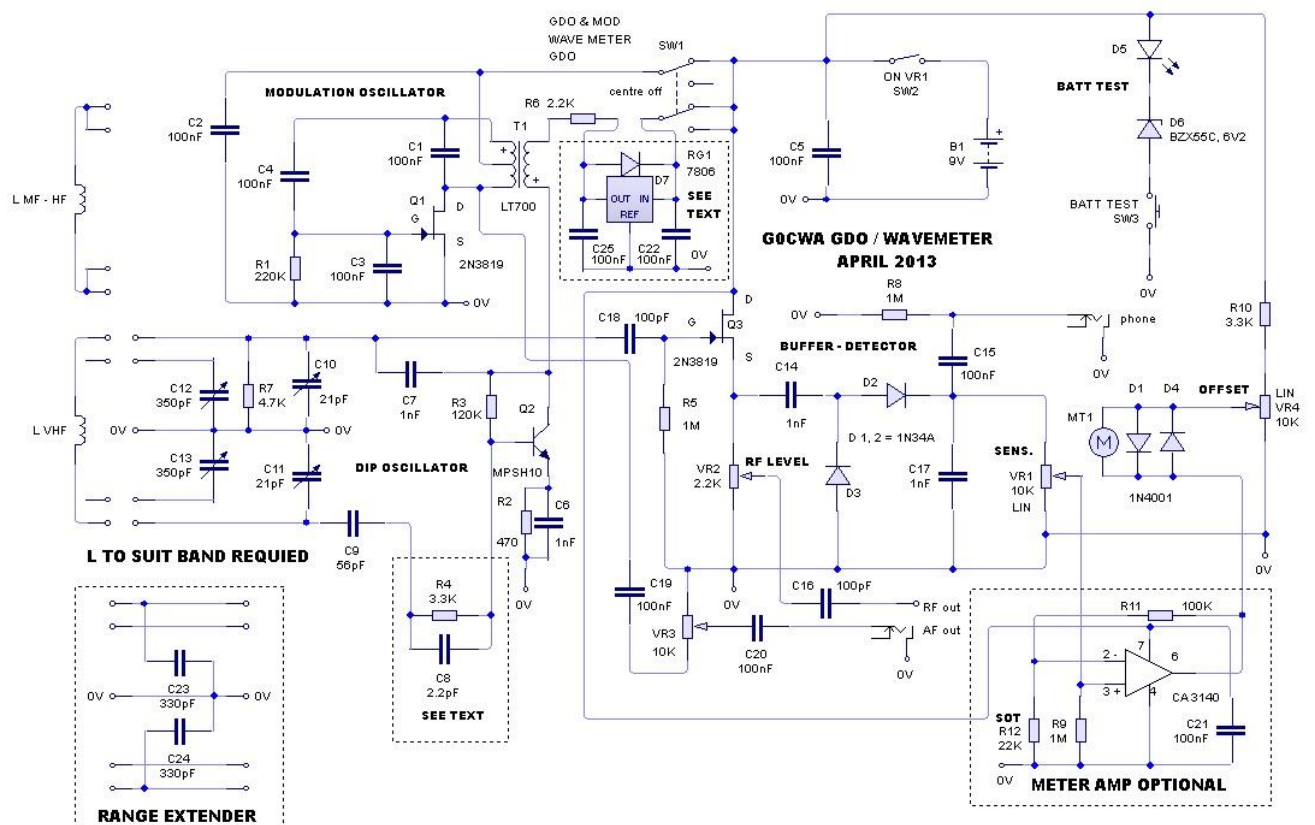 GDO & MOD
WAVE METER
GDO
SW1
centre off
ON VR1
SW2
MODULATION OSCILLATOR
C2
100nF
C4
100nF
C1
100nF
T1
+
+
LT700
R6 2.2K
RG1
7806
D7
OUT IN
REF
SEE
TEXT
C25
100nF
C22
100nF
0V
C5
100nF
B1
9V
+
0V
D5
BATT TEST
D6
BZX55C, 6V2
BATT TEST
SW3
0V
L MF - HF
Q1
G
D
S
2N3819
R1
220K
C3
100nF
0V
G0CWA GDO / WAVEMETER
APRIL 2013
R8
1M
0V
phone
0V
R10
3.3K
C18
100pF
G
D
Q3
S
2N3819
BUFFER - DETECTOR
C15
100nF
C14
1nF
D2
D 1, 2 = 1N34A
D3
C17
1nF
R5
1M
VR2
2.2K
RF LEVEL
SENS.
VR1
10K
LIN
MT1
M
D1
D4
1N4001
OFFSET
LIN
VR4
10K
0V
L VHF
C12
350pF
R7
4.7K
C10
21pF
0V
0V
C13
350pF
C11
21pF
C7
1nF
R3
120K
Q2
MPSH10
DIP OSCILLATOR
R2
470
C6
1nF
0V
C9
56pF
L TO SUIT BAND REQUIED
R4
3.3K
C8
2.2pF
SEE TEXT
C19
100nF
0V
C16
100pF
RF out
VR3
10K
C20
100nF
AF out
0V
C23
330pF
0V
0V
C24
330pF
RANGE EXTENDER
R11
100K
2 -
3 +
7
6
4
CA3140
SOT
R12
22K
R9
1M
C21
100nF
0V
METER AMP OPTIONAL